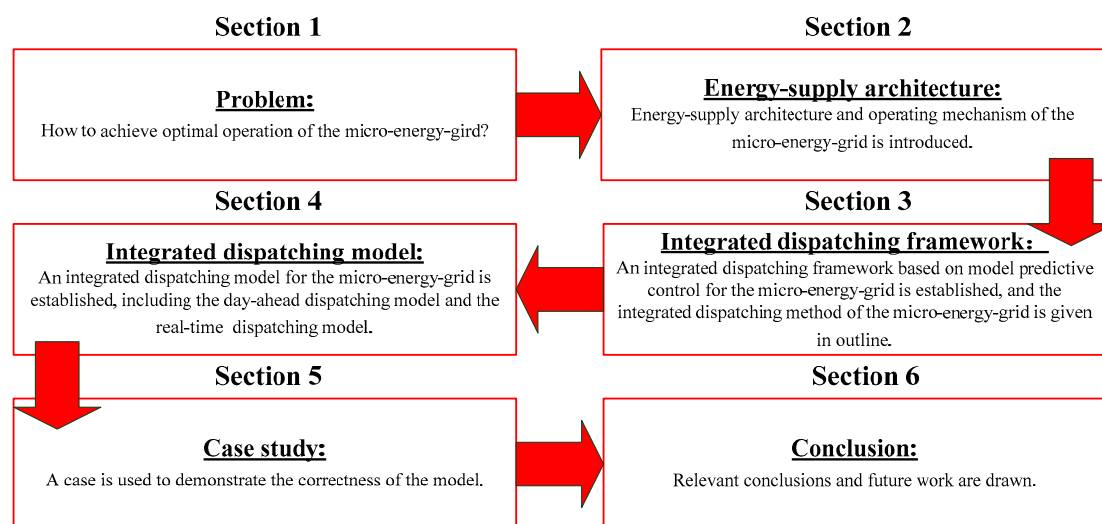 Section 1
Problem:
How to achieve optimal operation of the micro-energy-gird?
Section 2
Energy-supply architecture:
Energy-supply architecture and operating mechanism of the
micro-energy-grid is introduced.
Section 3
Integrated dispatching framework：
An integrated dispatching framework based on model predictive
control for the micro-energy-grid is established, and the
integrated dispatching method of the micro-energy-grid is given
in outline.
Section 4
Integrated dispatching model:
An integrated dispatching model for the micro-energy-grid is
established, including the day-ahead dispatching model and the
real-time dispatching model.
Section 5
Case study:
A case is used to demonstrate the correctness of the model.
Section 6
Conclusion:
Relevant conclusions and future work are drawn.